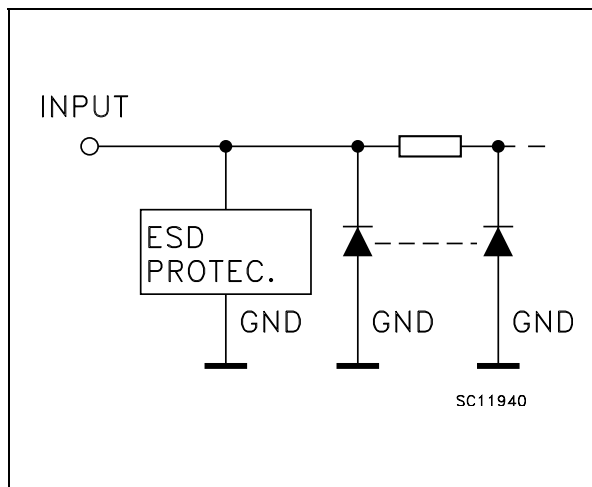 INPUT
ESD
PROTEC.
GND
GND
GND
SC11940